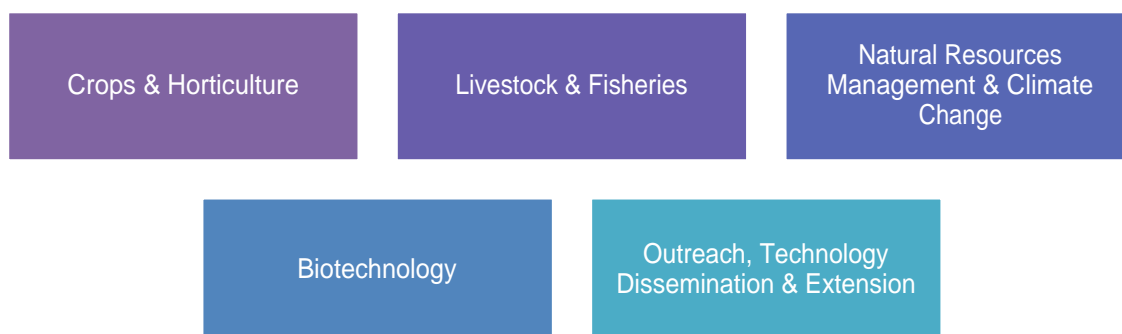 Crops & Horticulture
Livestock & Fisheries
Natural Resources
Management & Climate
Change
Biotechnology
Outreach, Technology
Dissemination & Extension